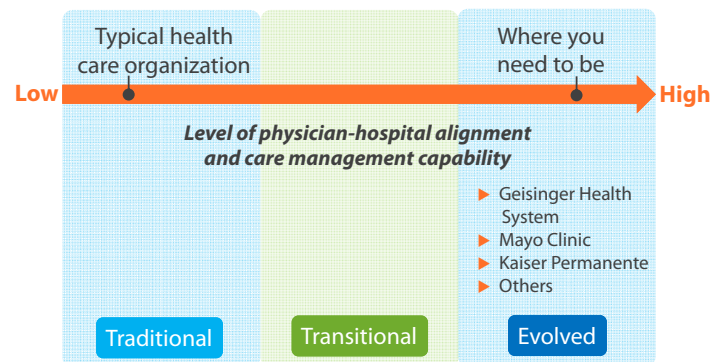 Typical health
care organization
Where you
need to be
Low
High
Level of physician-hospital alignment
and care management capability
Geisinger Health
System
Mayo Clinic
Kaiser Permanente
Others
Traditional
Transitional
Evolved